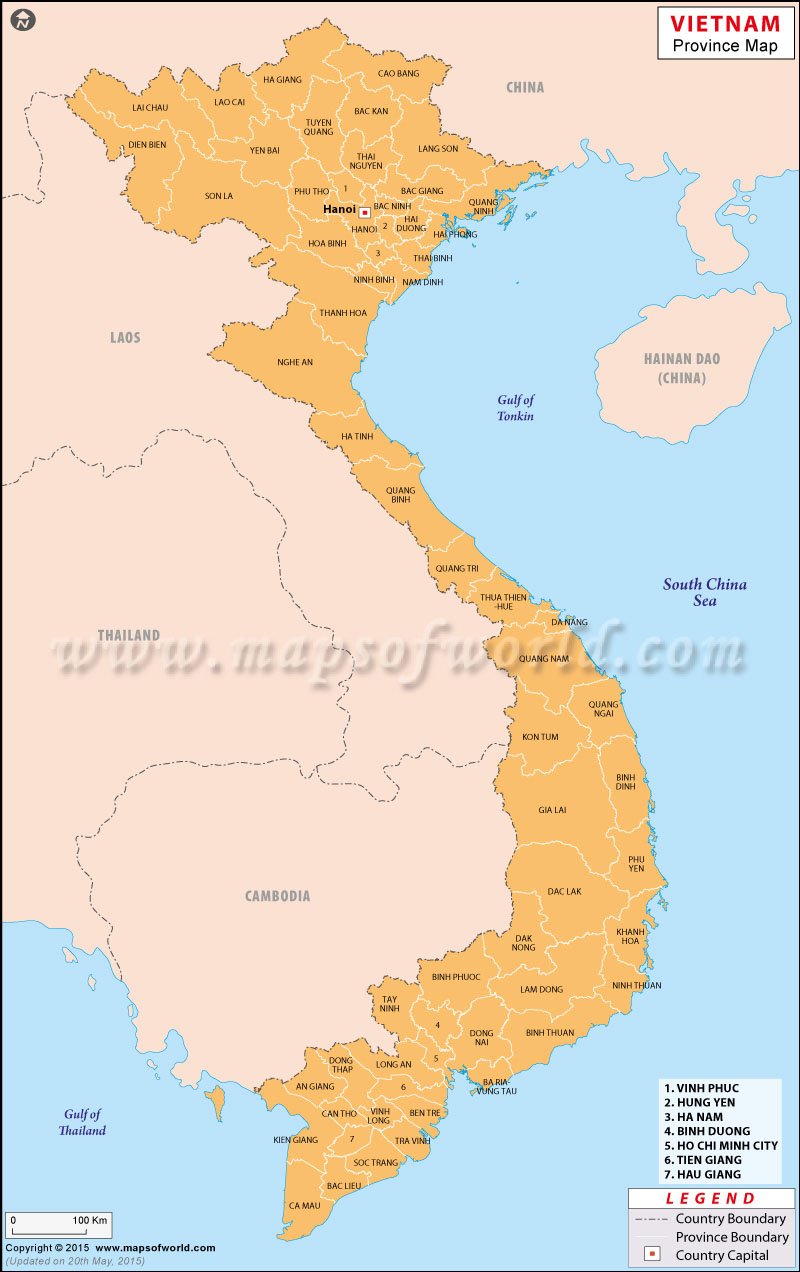 N
VIETNAM
Province Map
CHINA
CAO BANG
HA GIANG
LAI CHAU
LAO CAI
BAC KAN
TUYEN
QUANG
DIEN BIEN
YEN BAI
LANG SON
THAI
NGUYEN
SON LA
PHU THO
1
BAC GIANG
QUANG
NINH
Hanoi
BAC NINH
HANOI
2
HAI
DUONG
HAI PHONG
HOA BINH
3
THAI BINH
NINH BINH
NAM DINH
THANH HOA
LAOS
NGHE AN
HAINAN DAO
(CHINA)
Gulf of
Tonkin
HA TINH
QUANG
BINH
QUANG TRI
South China
Sea
THUA THIEN
-HUE
DA NANG
THAILAND
www.mapsofworld.com
QUANG NAM
QUANG
NGAI
KON TUM
BINH
DINH
GIA LAI
PHU
YEN
DAC LAK
CAMBODIA
KHANH
HOA
DAK
NONG
BINH PHUOC
LAM DONG
NINH THUAN
TAY
NINH
4
DONG
NAI
BINH THUAN
5
DONG
THAP
LONG AN
BA RIA-
VUNG TAU
AN GIANG
6
CAN THO
VINH
LONG
BEN TRE
Gulf of
Thailand
KIEN GIANG
7
TRA VINH
SOC TRANG
BAC LIEU
CA MAU
1. VINH PHUC
2. HUNG YEN
3. HA NAM
4. BINH DUONG
5. HO CHI MINH CITY
6. TIEN GIANG
7. HAU GIANG
LEGEND
Country Boundary
Province Boundary
Country Capital
0 100 Km
Copyright © 2015 www.mapsofworld.com
(Updated on 20th May, 2015)